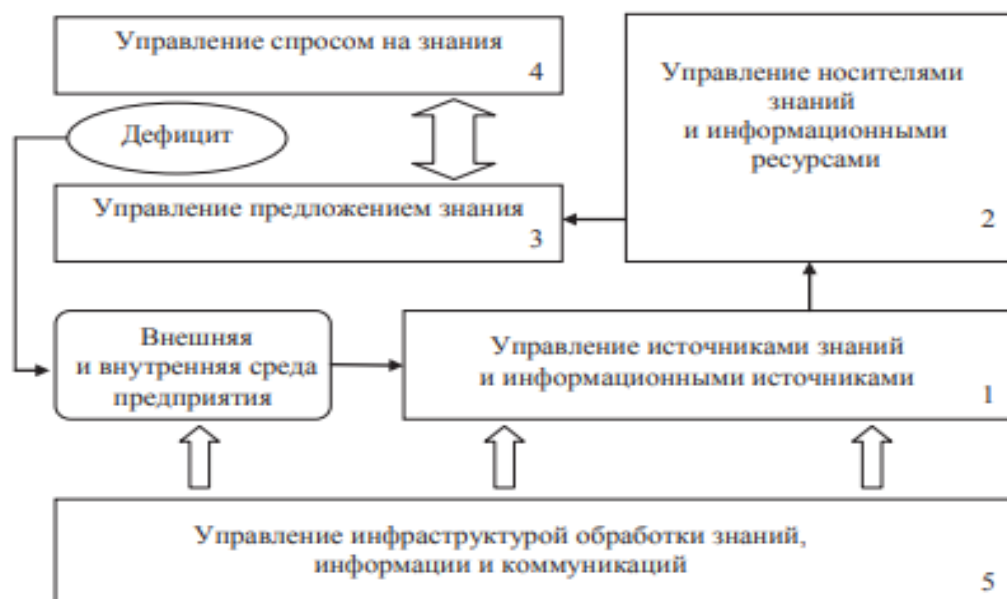 Управление спросом на знания
4
Управление носителями
знаний
и информационными
ресурсами
2
Дефицит
Управление предложением знания
3
Внешняя
и внутренняя среда
предприятия
Управление источниками знаний
и информационными источниками
1
Управление инфраструктурой обработки знаний,
информации и коммуникаций
5